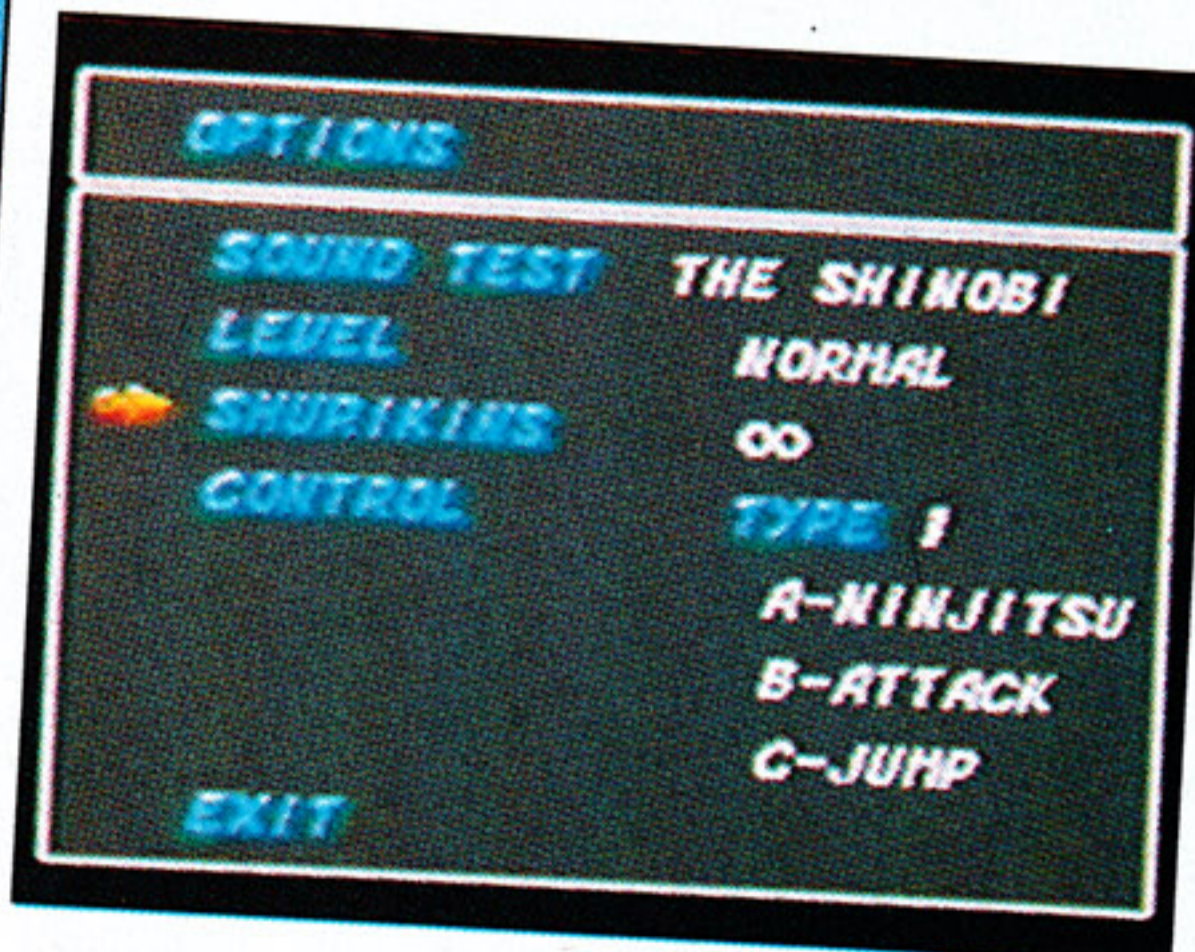 OPTIONS
SOUND TEST THE SHINOBI
LEVEL NORMAL
SHURIKINS ∞
CONTROL TYPE 1
A-NINJITSU
B-ATTACK
C-JUMP
EXIT